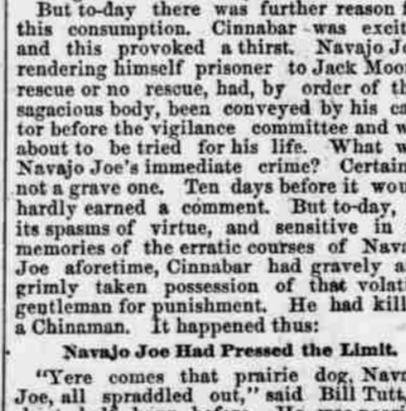 But to-day there was further reason f
this consumption. Cinnabar was excit
and this provoked a thirst. Navajo Jo
rendering himself prisoner to Jack Moor
rescue or no rescue, had, by order of th
sagacious body, been conveyed by his ca
tor before the vigilance committee and w
about to be tried for his life. What w
Navajo Joe's immediate crime? Certain
not a grave one. Ten days before it wou
hardly earned a comment. But to-day,
its spasms of virtue, and sensitive in
memories of the erratic courses of Nava
Joe aforetime, Cinnabar had gravely a
grimly taken possession of that volati
gentleman for punishment. He had kill
a Chinaman. It happened thus:
Navajo Joe Had Pressed the Limit.
"Yere comes that prairie dog, Nava
Joe, all spraddled out," said Bill Tutt,